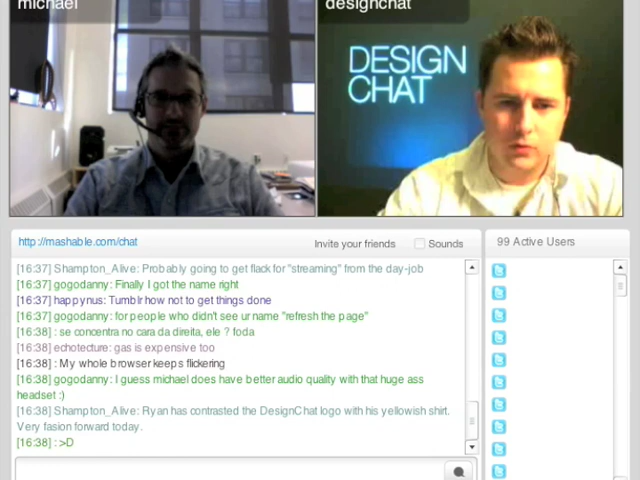 michael designchat
DESIGN
CHAT
http://mashable.com/chat Invite your friends Sounds 99 Active Users
[16:37] Shampton_Alive: Probably going to get flack for "streaming" from the day-job
[16:37] gogodanny: Finally I got the name right
[16:37] happynus: Tumblr how not to get things done
[16:37] gogodanny: for people who didn't see ur name "refresh the page"
[16:38] : se concentra no cara da direita, ele ? foda
[16:38] echotecture: gas is expensive too
[16:38] : My whole browser keeps flickering
[16:38] gogodanny: I guess michael does have better audio quality with that huge ass
headset :)
[16:38] Shampton_Alive: Ryan has contrasted the DesignChat logo with his yellowish shirt.
Very fasion forward today.
[16:38] : >D